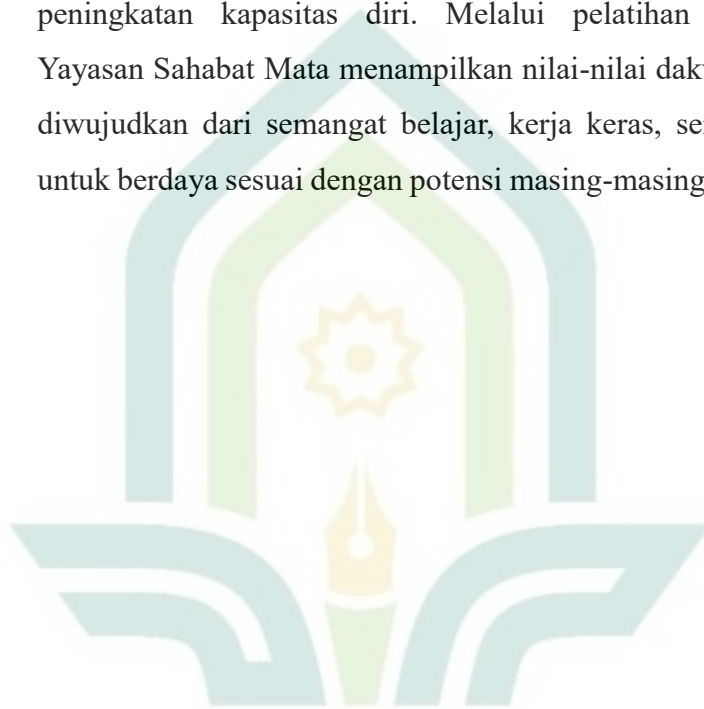 peningkatan kapasitas diri. Melalui pelatihan
Yayasan Sahabat Mata menampilkan nilai-nilai
diwujudkan dari semangat belajar, kerja keras,
untuk berdaya sesuai dengan potensi masing-masing